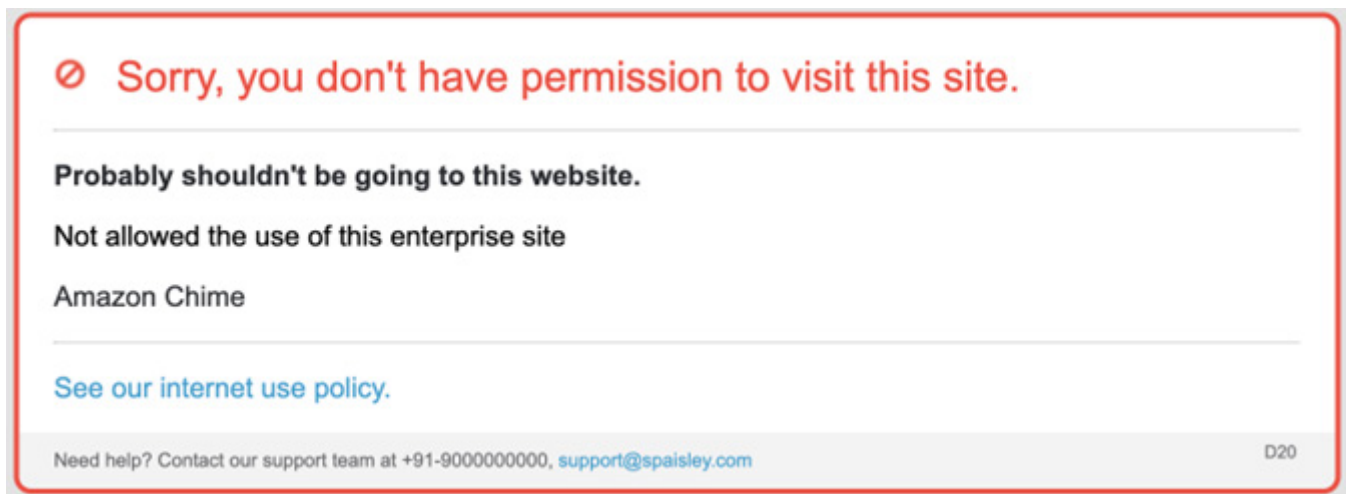 Sorry, you don't have permission to visit this site.
Probably shouldn't be going to this website.
Not allowed the use of this enterprise site
Amazon Chime
See our internet use policy.
Need help? Contact our support team at +91-9000000000, support@spaisley.com D20